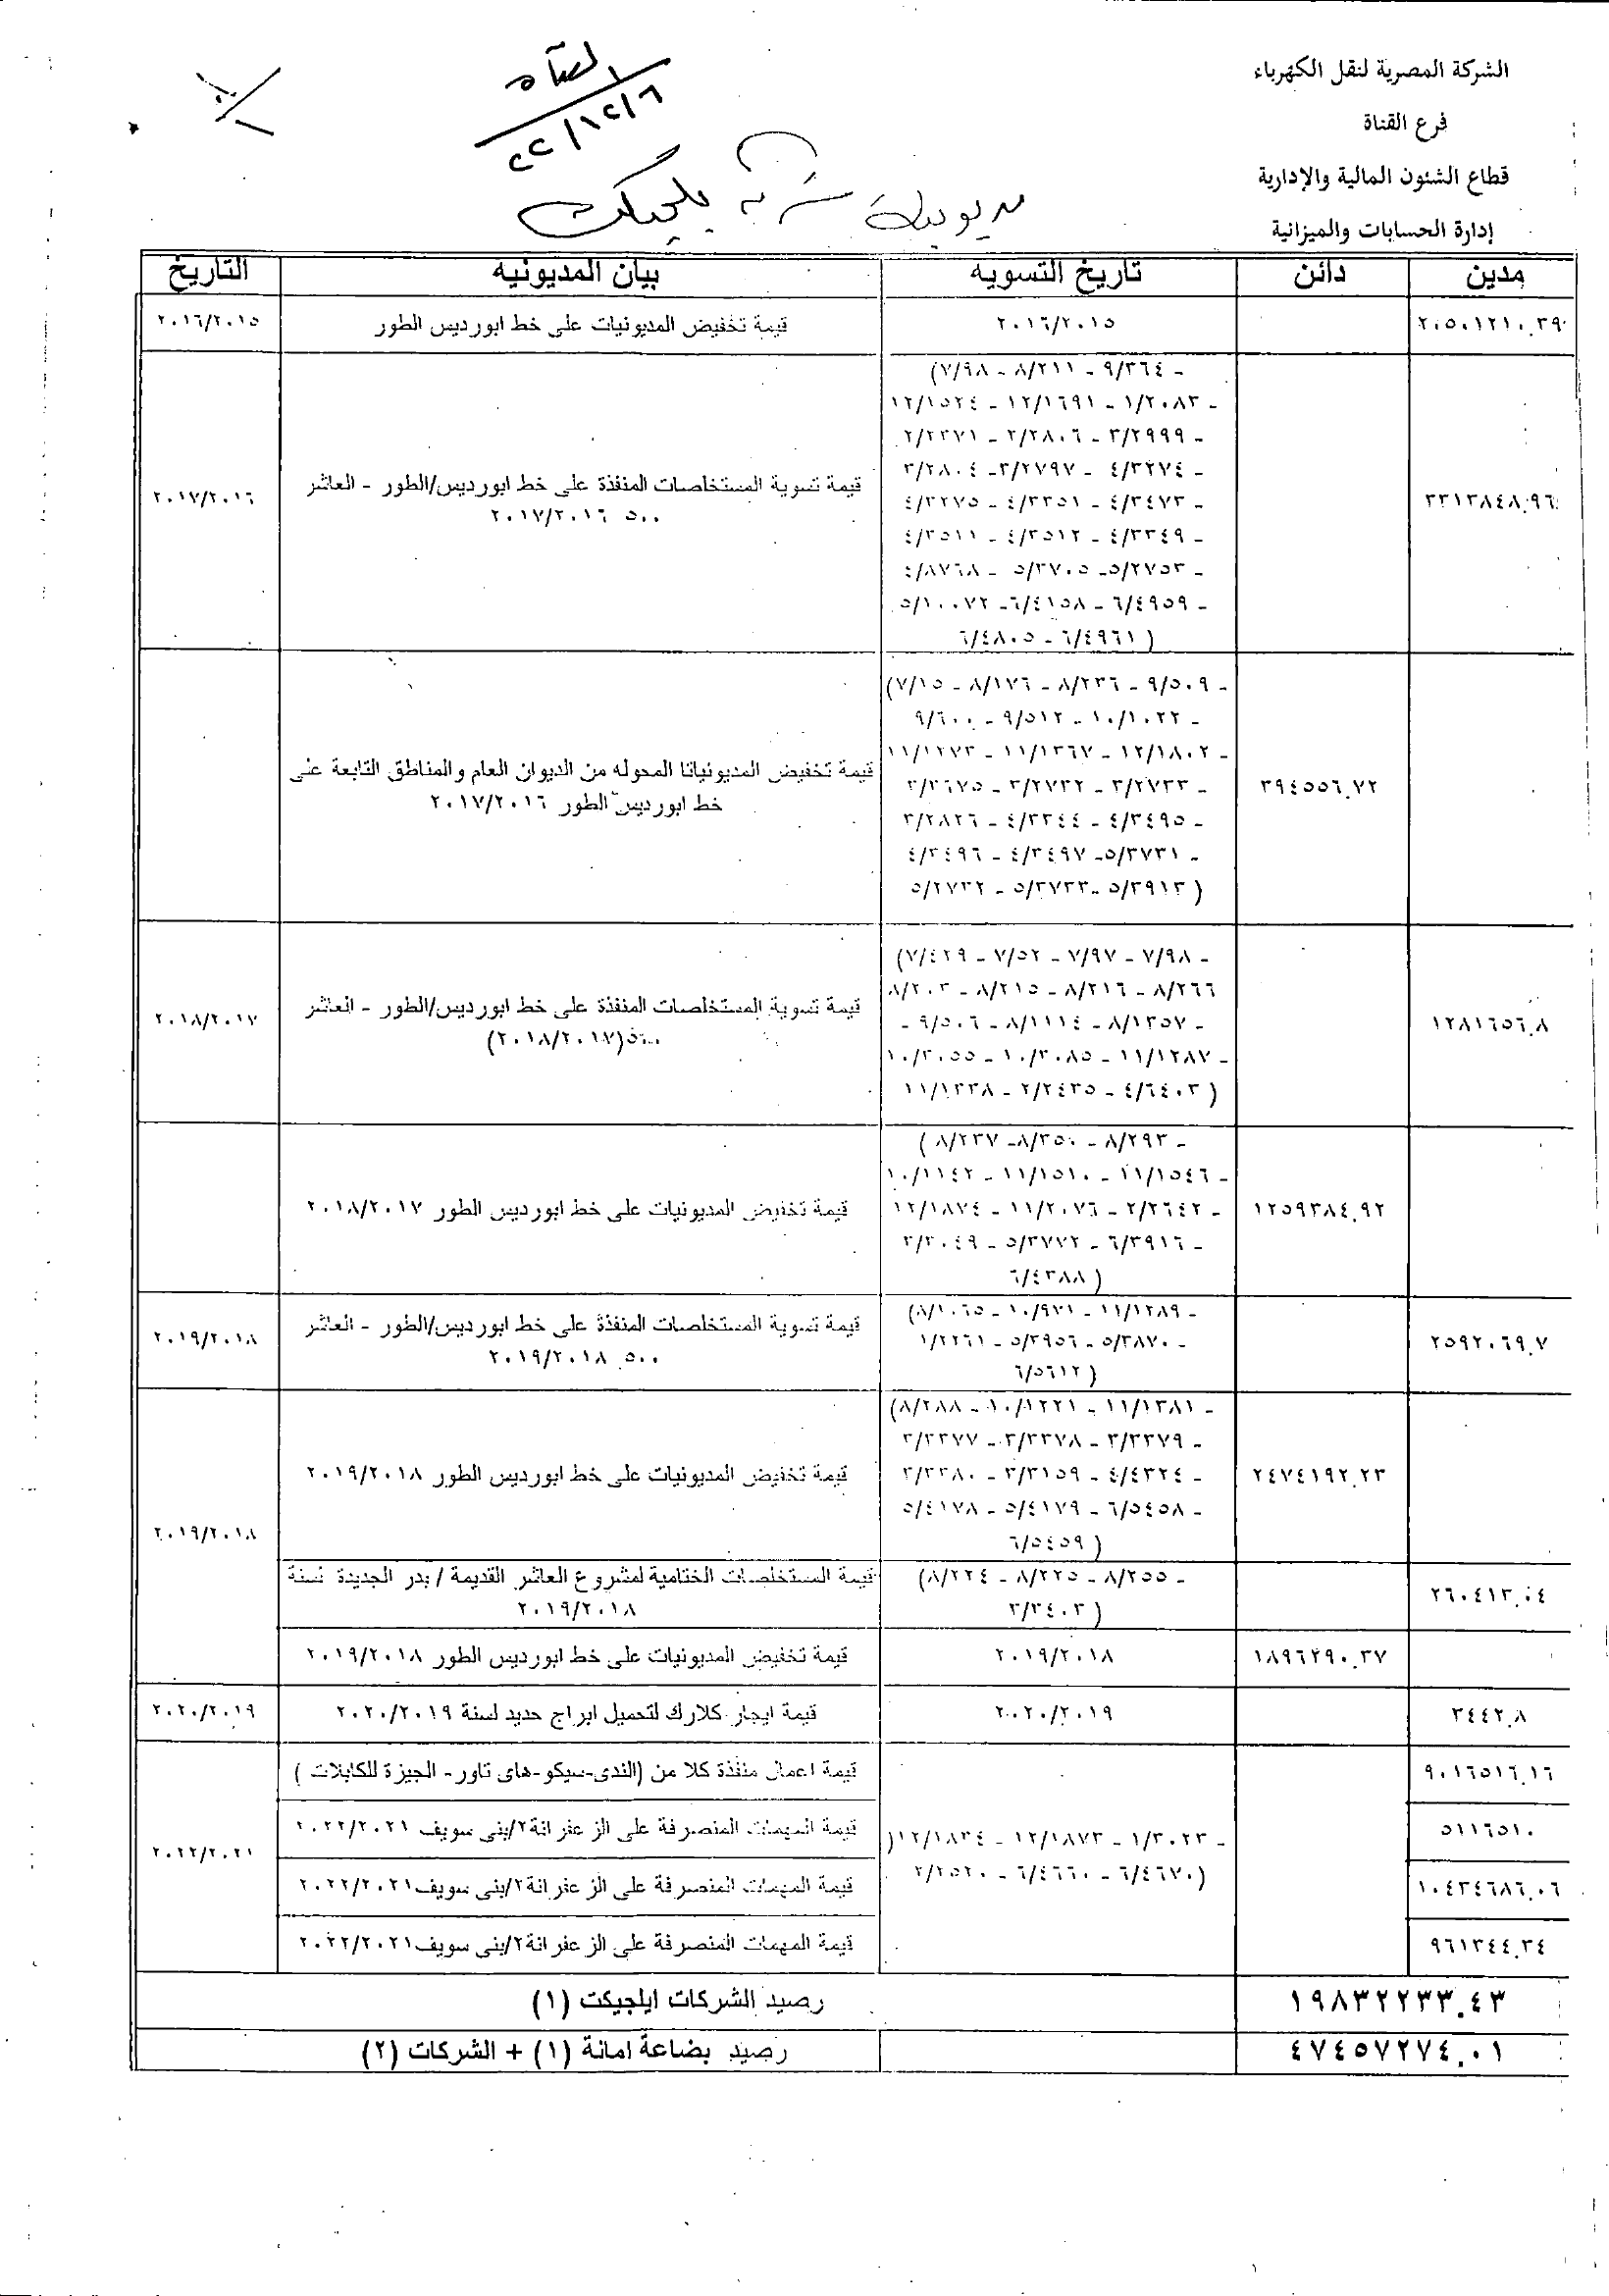 الشركة المصرية لنقل الكهرباء
فرع القناة
قطاع الشئون المالية والإدارية
إدارة الحسابات والميزانية
٢٢/١٢/٦
مديونية شركة يلجيكت
مدين دائن تاريخ التسويه بيان المديونيه التاريخ
٢٠١٦/٢٠١٥ قيمة تخفيض المديونيات على خط ابورديس الطور ٢٠١٦/٢٠١٥
٣٣١٣٨٤٨.٩٦
(٧/٩٨ - ٨/٢١١ - ٩/٣٦٤ -
١٢/١٥٢٤ - ١٢/١٦٩١ - ١/٢٠٨٣ -
٢/٢٣٧١ - ٢/٢٨٠٦ - ٣/٢٩٩٩ -
٣/٢٨٠٤ - ٣/٢٧٩٧ - ٤/٣٢٧٤ -
٤/٣٢٧٥ - ٤/٣٣٥١ - ٤/٣٤٧٣ -
٤/٣٥١١ - ٤/٣٥١٢ - ٤/٣٣٤٩ -
٤/٨٧٦٨ - ٥/٣٧٠٥ - ٥/٢٧٥٣ -
٥/١٠٠٧٢ - ٦/٤١٥٨ - ٦/٤٩٥٩ -
٦/٤٨٠٥ - ٦/٤٩٦١ )
قيمة تسوية المستخلصات المنفذة على خط ابورديس/الطور - العاشر
٥٠٠ ٢٠١٧/٢٠١٦
٢٠١٧/٢٠١٦
٣٩٤٥٥٦.٧٢
(٧/١٥ - ٨/١٧٦ - ٨/٢٣٦ - ٩/٥٠٩ -
٩/٦٠٠ - ٩/٥١٢ - ١٠/١٠٢٢ -
١١/١٢٧٣ - ١١/١٣٦٧ - ١٢/١٨٠٢ -
٣/٢٦٧٥ - ٣/٢٧٣٢ - ٣/٢٧٣٣ -
٣/٢٨٢٦ - ٤/٣٣٤٤ - ٤/٣٤٩٥ -
٤/٣٤٩٦ - ٤/٣٤٩٧ - ٥/٣٧٣١ -
٥/٢٧٣٢ - ٥/٣٧٣٣ - ٥/٣٩١٣ )
قيمة تخفيض المديونياتا المحوله من الديوان العام والمناطق التابعة على
خط ابورديس الطور ٢٠١٧/٢٠١٦
١٢٨١٦٥٦.٨
(٧/٤٢٩ - ٧/٥٢ - ٧/٩٧ - ٧/٩٨ -
٨/٢٠٣ - ٨/٢١٥ - ٨/٢١٦ - ٨/٢٦٦
- ٩/٥٠٦ - ٨/١١١٤ - ٨/١٣٥٧ -
١٠/٣٠٥٥ - ١٠/٣٠٨٥ - ١١/١٢٨٧ -
١١/١٣٣٨ - ٢/٢٤٣٥ - ٤/٦٤٠٣ )
قيمة تسوية المستخلصات المنفذة على خط ابورديس/الطور - العاشر
٥٠٠(٢٠١٨/٢٠١٧)
٢٠١٨/٢٠١٧
١٢٥٩٣٨٤.٩٢
( ٨/٢٣٧ - ٨/٣٥٠ - ٨/٢٩٣ -
١٠/١١٤٢ - ١١/١٥١٠ - ١١/١٥٤٦ -
١٢/١٨٧٤ - ١١/٢٠٧٦ - ٢/٢٦٤٢ -
٣/٣٠٤٩ - ٥/٣٧٧٢ - ٦/٣٩١٦ -
٦/٤٣٨٨ )
قيمة تخفيض المديونيات على خط ابورديس الطور ٢٠١٨/٢٠١٧
٢٥٩٢٠٦٩.٧
(٨/١٠٦٥ - ١٠/٩٧١ - ١١/١٢٨٩ -
١/٢٢٦١ - ٥/٣٩٥٦ - ٥/٣٨٧٠ -
٦/٥٦١٢ )
قيمة تسوية المستخلصات المنفذة على خط ابورديس/الطور - العاشر
٥٠٠ ٢٠١٩/٢٠١٨
٢٠١٩/٢٠١٨
٢٤٧٤١٩٢.٢٣
(٨/٢٨٨ - ١٠/١٢٢١ - ١١/١٣٨١ -
٣/٣٣٧٧ - ٣/٣٣٧٨ - ٣/٣٣٧٩ -
٣/٣٣٨٠ - ٣/٣١٥٩ - ٤/٤٣٢٤ -
٥/٤١٧٨ - ٥/٤١٧٩ - ٦/٥٤٥٨ -
٦/٥٤٥٩ )
قيمة تخفيض المديونيات على خط ابورديس الطور ٢٠١٩/٢٠١٨
٢٠١٩/٢٠١٨
٢٦٠٤١٣.٠٤
(٨/٢٢٤ - ٨/٢٢٥ - ٨/٢٥٥ -
٣/٣٤٠٣ )
قيمة المستخلصات الختامية لمشروع العاشر القديمة / بدر الجديدة لسنة
٢٠١٩/٢٠١٨
١٨٩٦٢٩٠.٣٧ ٢٠١٩/٢٠١٨ قيمة تخفيض المديونيات على خط ابورديس الطور ٢٠١٩/٢٠١٨
٣٤٤٢.٨ ٢٠٢٠/٢٠١٩ قيمة ايجار كلارك لتحميل ابراج حديد لسنة ٢٠٢٠/٢٠١٩ ٢٠٢٠/٢٠١٩
٩٠١٦٥١٦.١٦ قيمة اعمال منفذة كلا من (الندى-سيكو-هاى تاور- الجيزة للكابلات )
٥١١٦٥١٠ قيمة المهمات المنصرفة على الزعفرانة٢/بنى سويف ٢٠٢٢/٢٠٢١
(١٢/١٨٣٤ - ١٢/١٨٧٣ - ١/٣٠٢٣ -
٢/٢٥٢٠ - ٦/٤٦٦٠ - ٦/٤٦٧٠)
٢٠٢٢/٢٠٢١
١٠٤٣٤٦٨٦.٠٦ قيمة المهمات المنصرفة على الزعفرانة٢/بنى سويف٢٠٢٢/٢٠٢١
٩٦١٣٤٤.٣٤ قيمة المهمات المنصرفة على الزعفرانة٢/بنى سويف٢٠٢٢/٢٠٢١
١٩٨٣٢٢٣٣.٤٣ رصيد الشركات ايلجيكت (١)
٤٧٤٥٧٢٧٤.٠١ رصيد بضاعة امانة (١) + الشركات (٢)